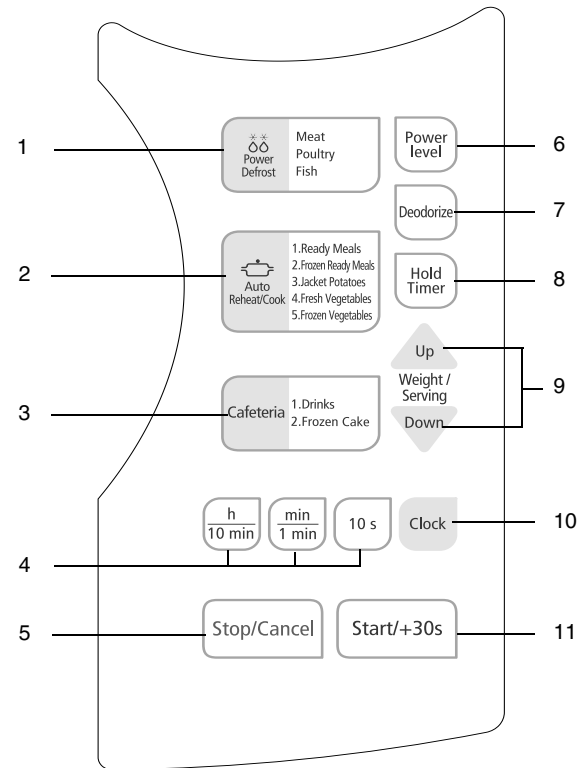 1
Power
Defrost
Meat
Poultry
Fish
Power
level
6
Deodorize
7
2
Auto
Reheat/Cook
1.Ready Meals
2.Frozen Ready Meals
3.Jacket Potatoes
4.Fresh Vegetables
5.Frozen Vegetables
Hold
Timer
8
Up
Weight /
Serving
Down
9
3
Cafeteria
1.Drinks
2.Frozen Cake
h
10 min
min
1 min
10 s
Clock
10
4
5
Stop/Cancel
Start/+30s
11